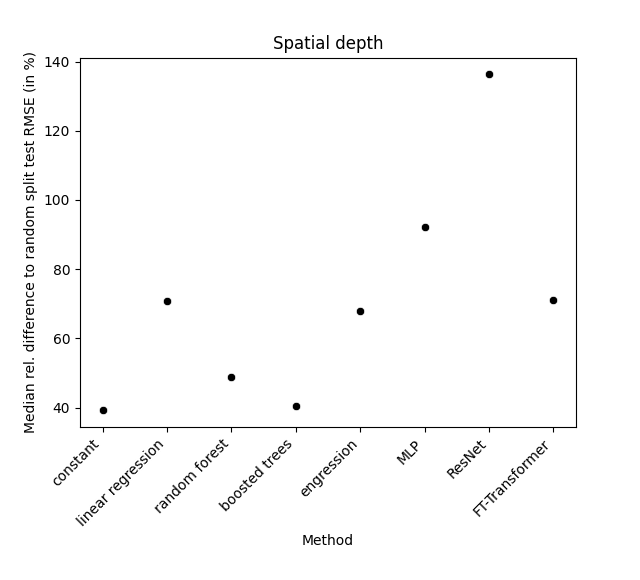 Spatial depth
Median rel. difference to random split test RMSE (in %)
140
120
100
80
60
40
constant
linear regression
random forest
boosted trees
engression
MLP
ResNet
FT-Transformer
Method